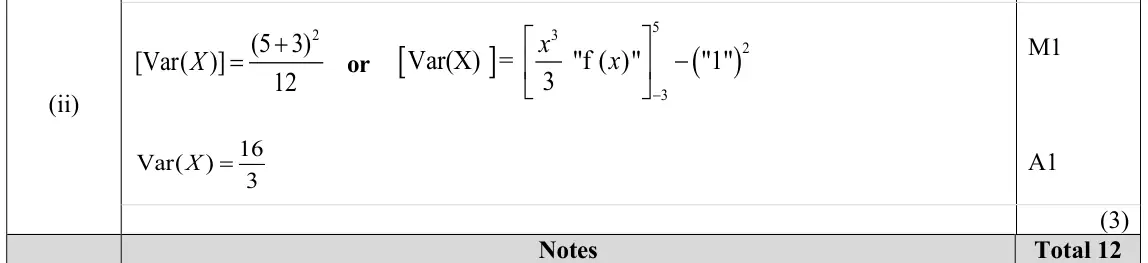 (ii)
[Var(X)] = (5 + 3)² / 12 or [Var(X) ] = [x³/3 "f (x)"]⁵₋₃ − ("1")² M1
Var(X) = 16/3 A1
(3)
Notes Total 12